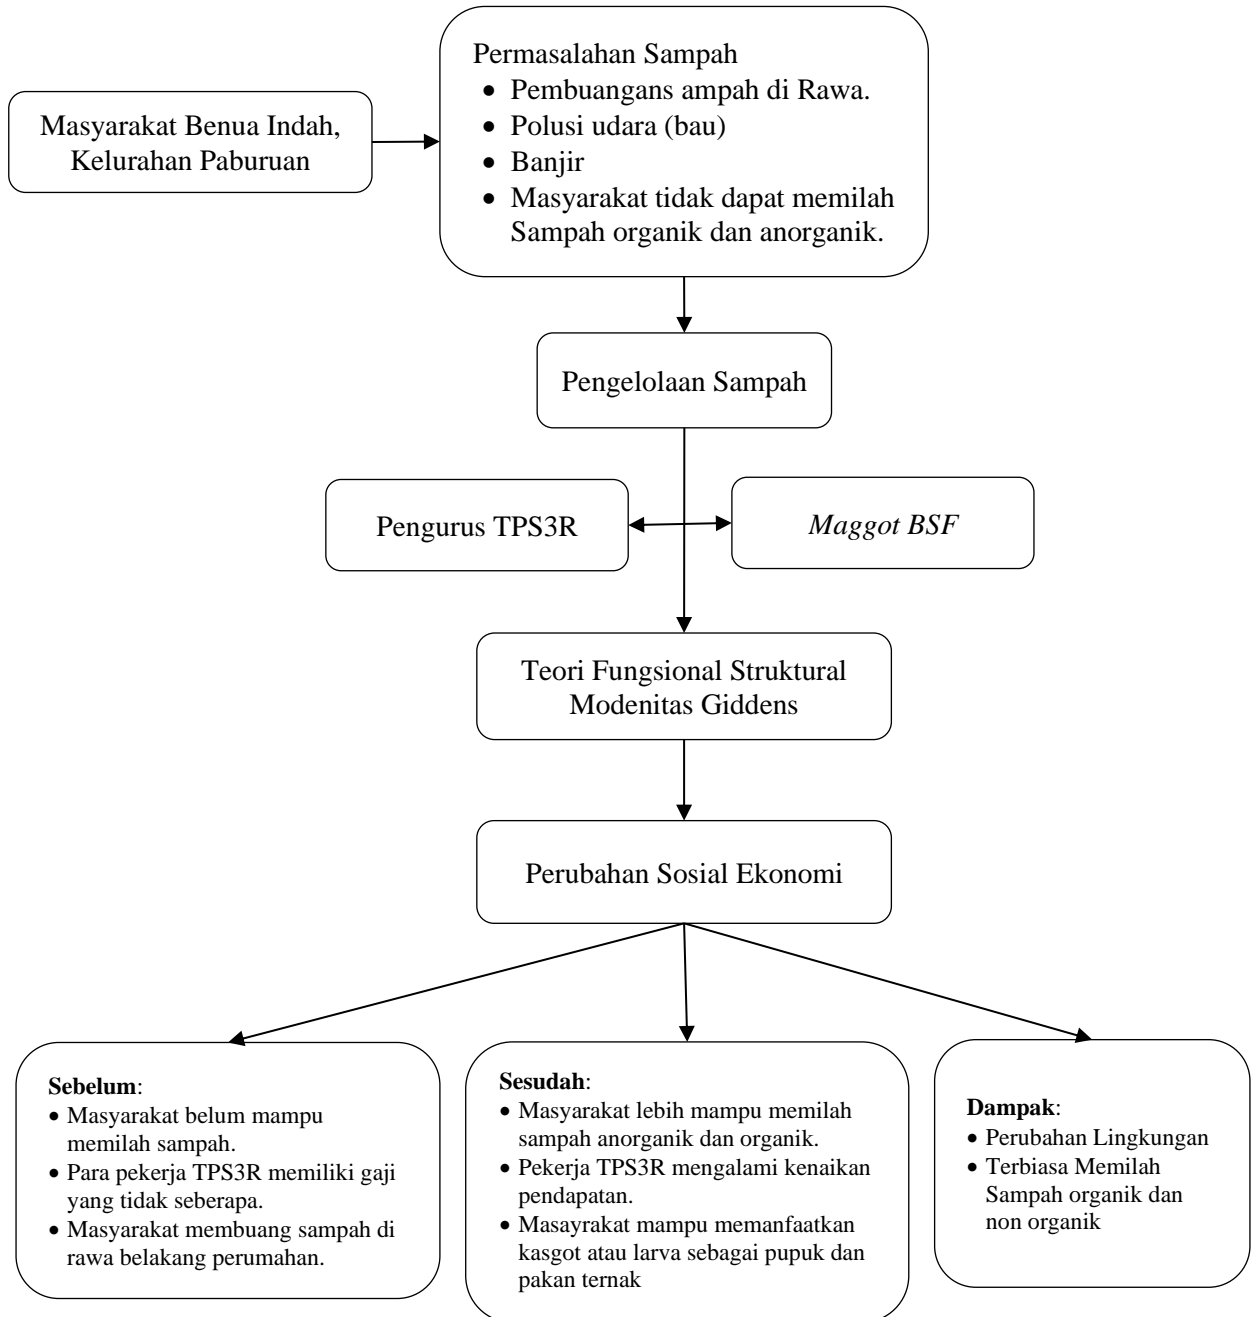 Permasalahan Sampah
• Pembuangans ampah di Rawa.
• Polusi udara (bau)
• Banjir
• Masyarakat tidak dapat memilah
Sampah organik dan anorganik.
Masyarakat Benua Indah,
Kelurahan Paburuan
Pengelolaan Sampah
Pengurus TPS3R
Maggot BSF
Teori Fungsional Struktural
Modenitas Giddens
Perubahan Sosial Ekonomi
Sebelum:
• Masyarakat belum mampu
memilah sampah.
• Para pekerja TPS3R memiliki gaji
yang tidak seberapa.
• Masyarakat membuang sampah di
rawa belakang perumahan.
Sesudah:
• Masyarakat lebih mampu memilah
sampah anorganik dan organik.
• Pekerja TPS3R mengalami kenaikan
pendapatan.
• Masayrakat mampu memanfaatkan
kasgot atau larva sebagai pupuk dan
pakan ternak
Dampak:
• Perubahan Lingkungan
• Terbiasa Memilah
Sampah organik dan
non organik